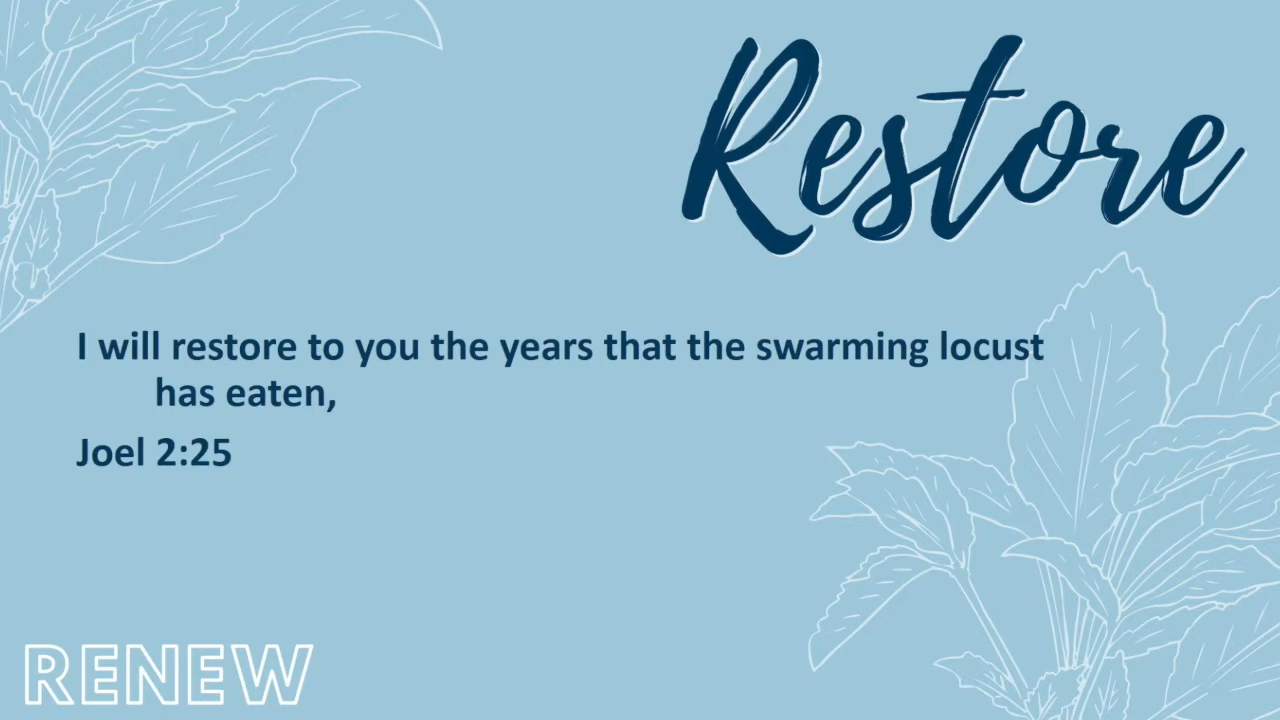 Restore
I will restore to you the years that the swarming locust
has eaten,
Joel 2:25
RENEW